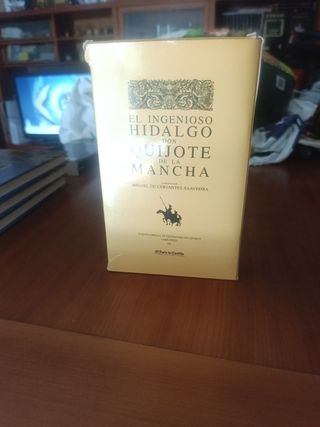 EL INGENIOSO
HIDALGO
DON
QUIJOTE
DE LA
MANCHA
MIGUEL DE CERVANTES SAAVEDRA